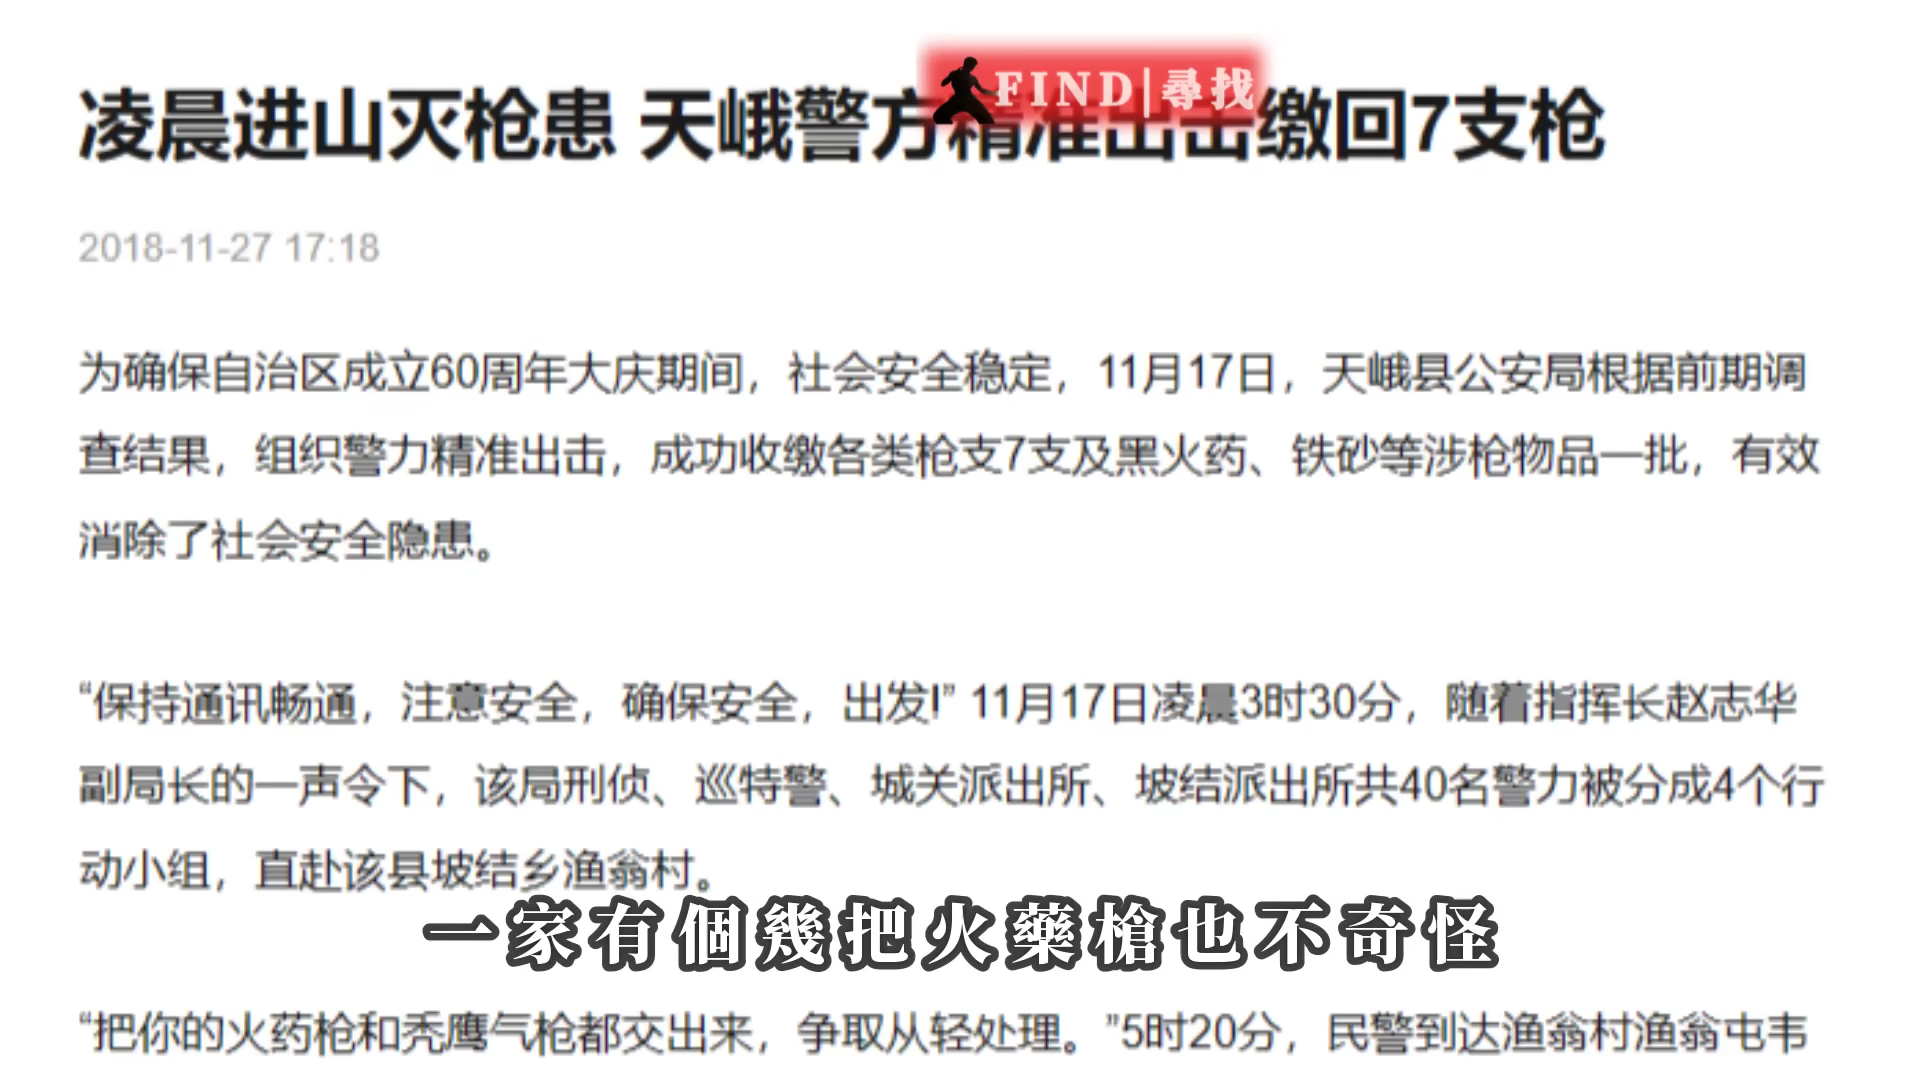 FIND|尋找
凌晨进山灭枪患 天峨警方精准出击缴回7支枪
2018-11-27 17:18
为确保自治区成立60周年大庆期间，社会安全稳定，11月17日，天峨县公安局根据前期调
查结果，组织警力精准出击，成功收缴各类枪支7支及黑火药、铁砂等涉枪物品一批，有效
消除了社会安全隐患。
“保持通讯畅通，注意安全，确保安全，出发!” 11月17日凌晨3时30分，随着指挥长赵志华
副局长的一声令下，该局刑侦、巡特警、城关派出所、坡结派出所共40名警力被分成4个行
动小组，直赴该县坡结乡渔翁村。
一家有個幾把火藥槍也不奇怪
“把你的火药枪和秃鹰气枪都交出来，争取从轻处理。”5时20分，民警到达渔翁村渔翁屯韦